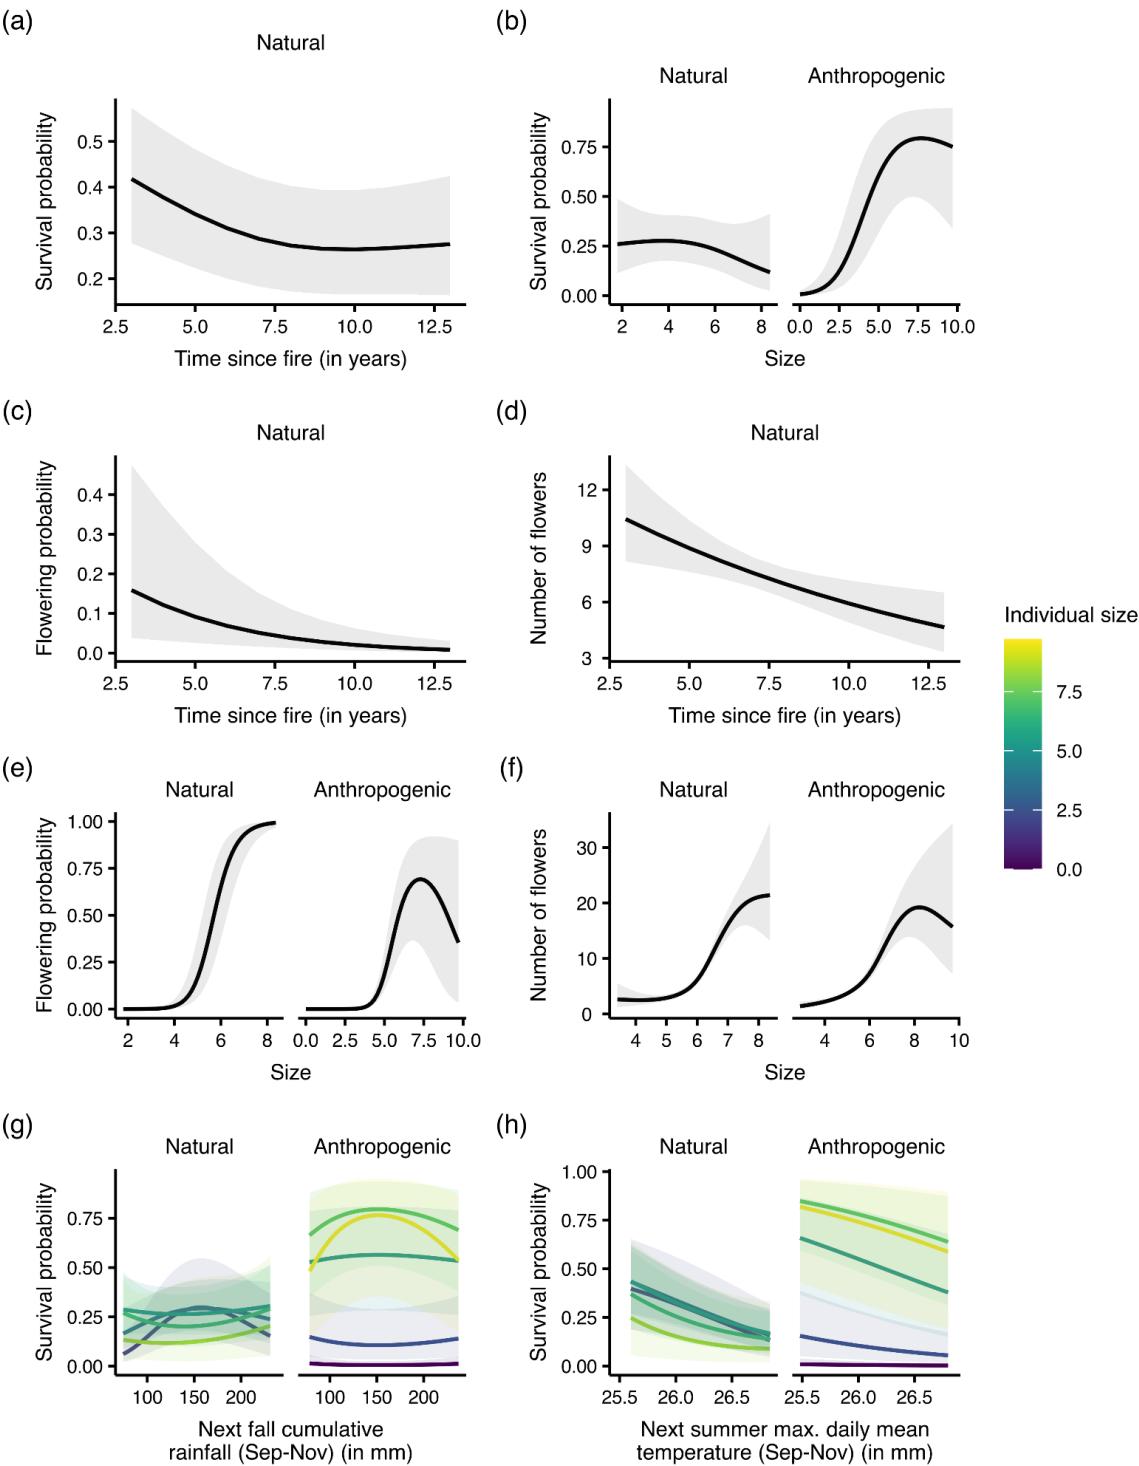 (a)
Natural
Survival probability
0.5
0.4
0.3
0.2
2.5 5.0 7.5 10.0 12.5
Time since fire (in years)
(b)
Natural Anthropogenic
Survival probability
0.75
0.50
0.25
0.00
2 4 6 8 0.0 2.5 5.0 7.5 10.0
Size
(c)
Natural
Flowering probability
0.4
0.3
0.2
0.1
0.0
2.5 5.0 7.5 10.0 12.5
Time since fire (in years)
(d)
Natural
Number of flowers
12
9
6
3
2.5 5.0 7.5 10.0 12.5
Time since fire (in years)
Individual size
7.5
5.0
2.5
0.0
(e)
Natural Anthropogenic
Flowering probability
1.00
0.75
0.50
0.25
0.00
2 4 6 8 0.0 2.5 5.0 7.5 10.0
Size
(f)
Natural Anthropogenic
Number of flowers
30
20
10
0
4 5 6 7 8 4 6 8 10
Size
(g)
Natural Anthropogenic
Survival probability
0.75
0.50
0.25
0.00
100 150 200 100 150 200
Next fall cumulative
rainfall (Sep-Nov) (in mm)
(h)
Natural Anthropogenic
Survival probability
1.00
0.75
0.50
0.25
0.00
25.5 26.0 26.5 25.5 26.0 26.5
Next summer max. daily mean
temperature (Sep-Nov) (in mm)